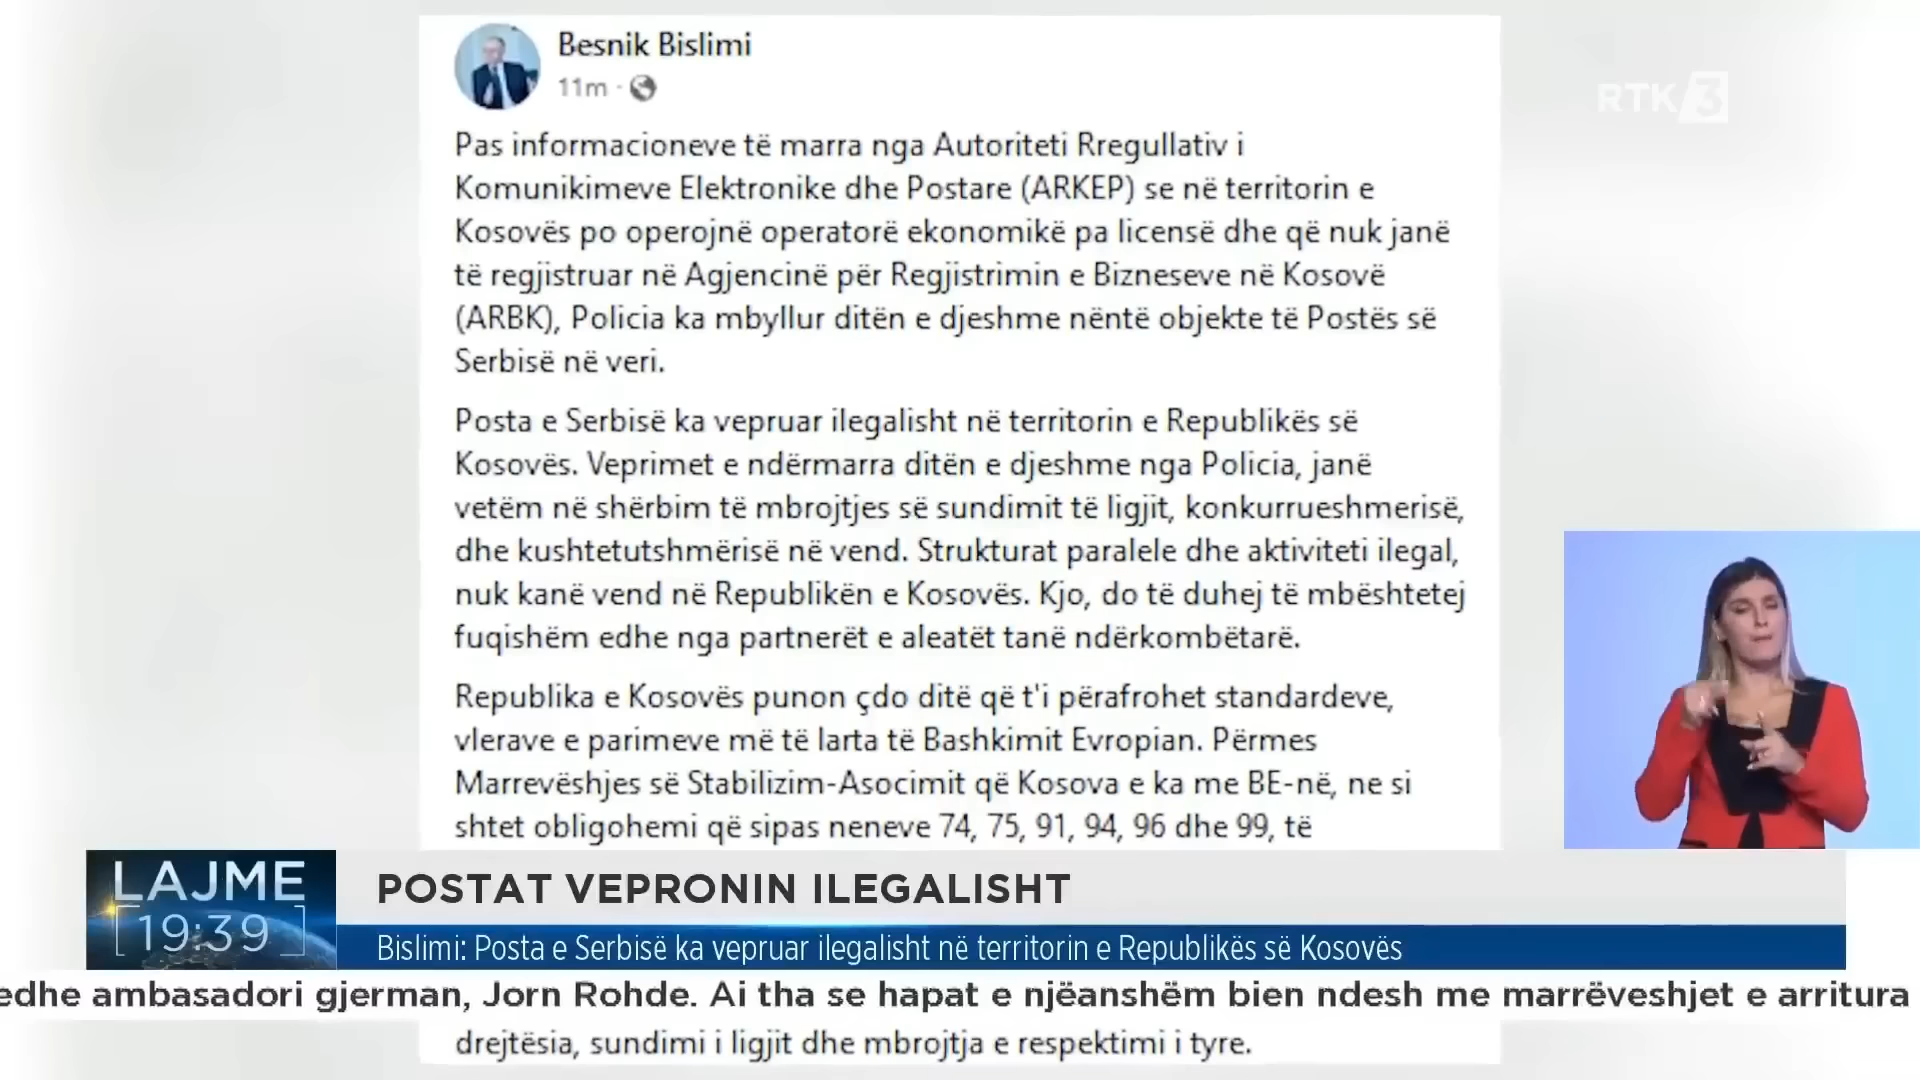 Besnik Bislimi
11m ·
RTK 3
Pas informacioneve të marra nga Autoriteti Rregullativ i
Komunikimeve Elektronike dhe Postare (ARKEP) se në territorin e
Kosovës po operojnë operatorë ekonomikë pa licensë dhe që nuk janë
të regjistruar në Agjencinë për Regjistrimin e Bizneseve në Kosovë
(ARBK), Policia ka mbyllur ditën e djeshme nëntë objekte të Postës së
Serbisë në veri.
Posta e Serbisë ka vepruar ilegalisht në territorin e Republikës së
Kosovës. Veprimet e ndërmarra ditën e djeshme nga Policia, janë
vetëm në shërbim të mbrojtjes së sundimit të ligjit, konkurrueshmerisë,
dhe kushtetutshmërisë në vend. Strukturat paralele dhe aktiviteti ilegal,
nuk kanë vend në Republikën e Kosovës. Kjo, do të duhej të mbështetej
fuqishëm edhe nga partnerët e aleatët tanë ndërkombëtarë.
Republika e Kosovës punon çdo ditë që t'i përafrohet standardeve,
vlerave e parimeve më të larta të Bashkimit Evropian. Përmes
Marrevëshjes së Stabilizim-Asocimit që Kosova e ka me BE-në, ne si
shtet obligohemi që sipas neneve 74, 75, 91, 94, 96 dhe 99, të
LAJME
19:39
POSTAT VEPRONIN ILEGALISHT
Bislimi: Posta e Serbisë ka vepruar ilegalisht në territorin e Republikës së Kosovës
edhe ambasadori gjerman, Jorn Rohde. Ai tha se hapat e njëanshëm bien ndesh me marrëveshjet e arritura
drejtësia, sundimi i ligjit dhe mbrojtja e respektimi i tyre.